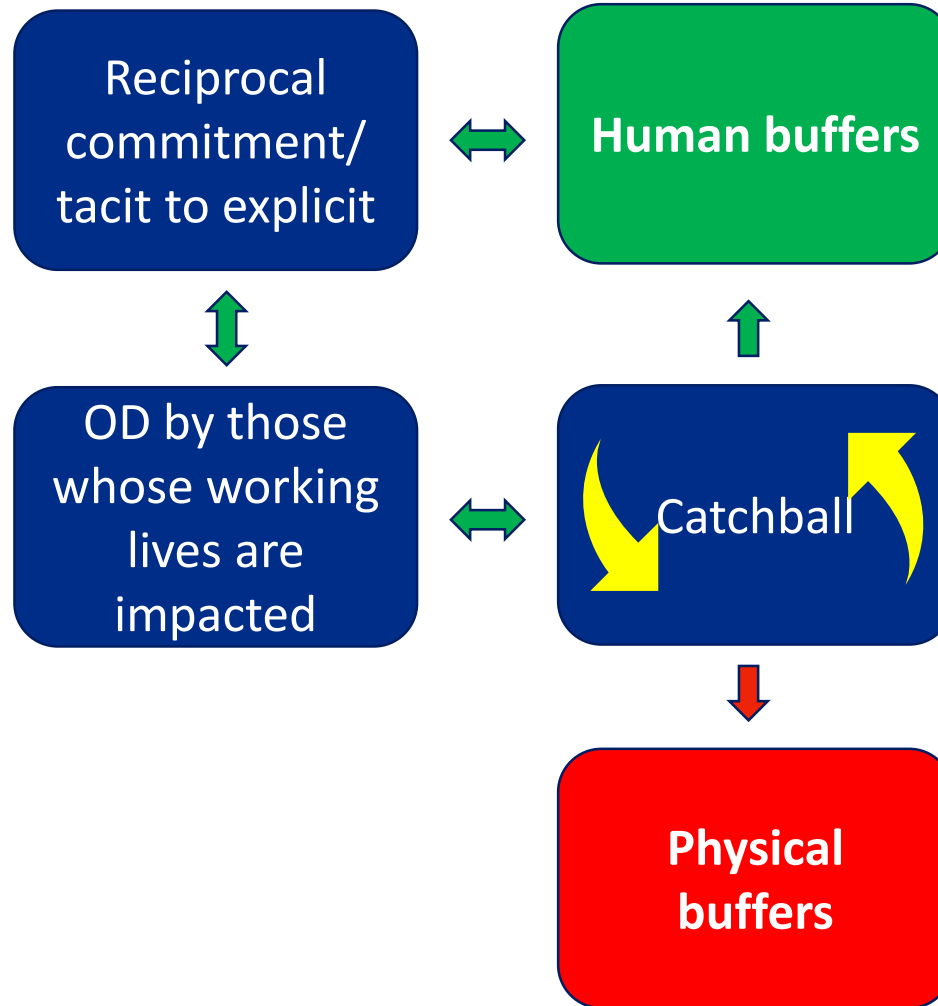 Reciprocal
commitment/
tacit to explicit
Human buffers
OD by those
whose working
lives are
impacted
Catchball
Physical
buffers